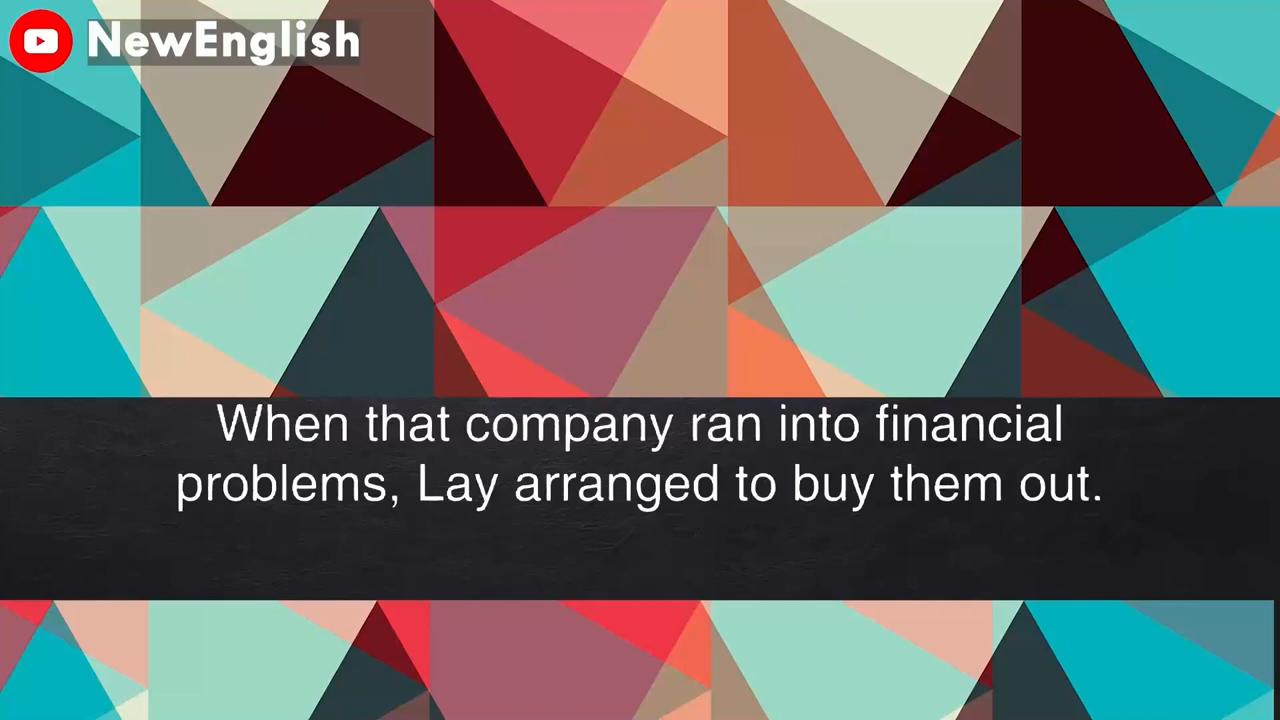 NewEnglish
When that company ran into financial
problems, Lay arranged to buy them out.